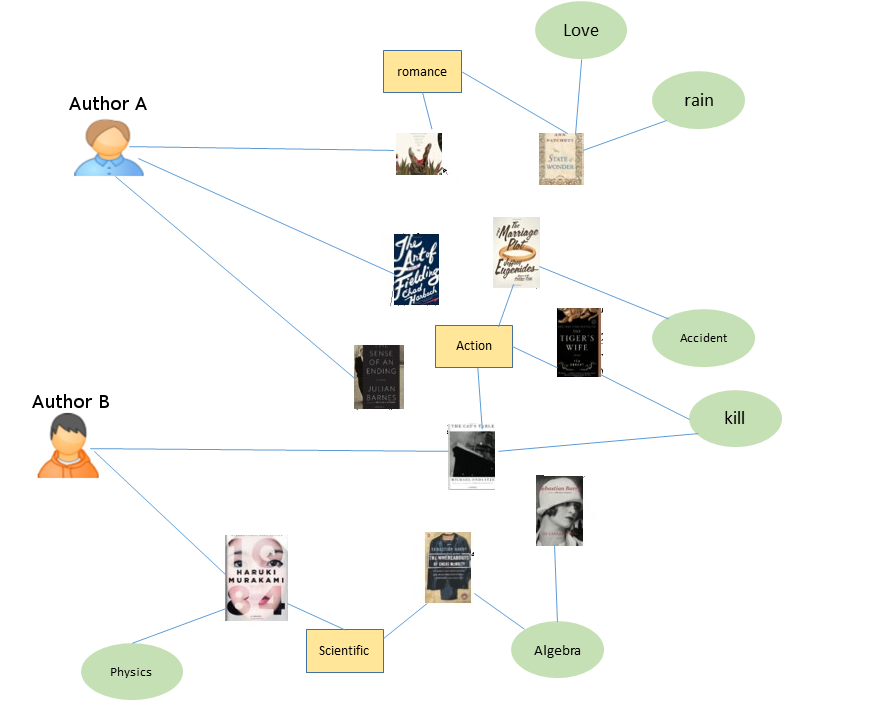 Love
romance
rain
Author A
ANN
PATCHETT
STATE of
WONDER
The
Marriage
Plot
Jeffrey
Eugenides
The
Art of
Fielding
Chad
Harbach
THE
TIGER'S
WIFE
Accident
Action
SENSE
OF AN
ENDING
JULIAN
BARNES
Author B
kill
THE CAT'S TABLE
MICHAEL ONDAATJE
SEBASTIAN BARRY
THE WHEREABOUTS
OF ENEAS McNULTY
HARUKI
MURAKAMI
Scientific
Algebra
Physics